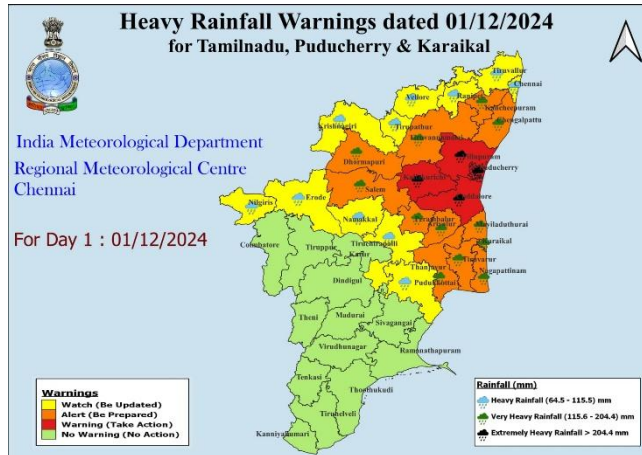 Heavy Rainfall Warnings dated 01/12/2024
for Tamilnadu, Puducherry & Karaikal
India Meteorological Department
Regional Meteorological Centre
Chennai
For Day 1 : 01/12/2024
Tiruvallur
Chennai
Vellore
Kancheepuram
Chengalpattu
Krishnagiri
Tirupathur
Dharmapuri
Puducherry
Salem
Nilgiris
Erode
Namakkal
Perambalur
Mayiladuthurai
Karaikal
Coimbatore
Tiruppur
Tiruchirapalli
Karur
Thanjavur
Tiruvarur
Nagapattinam
Dindigul
Pudukkottai
Theni
Madurai
Sivagangai
Virudhunagar
Ramanathapuram
Tenkasi
Thoothukudi
Tirunelveli
Kanniyakumari
Warnings
Watch (Be Updated)
Alert (Be Prepared)
Warning (Take Action)
No Warning (No Action)
Rainfall (mm)
Heavy Rainfall (64.5 - 115.5) mm
Very Heavy Rainfall (115.6 - 204.4) mm
Extremely Heavy Rainfall > 204.4 mm